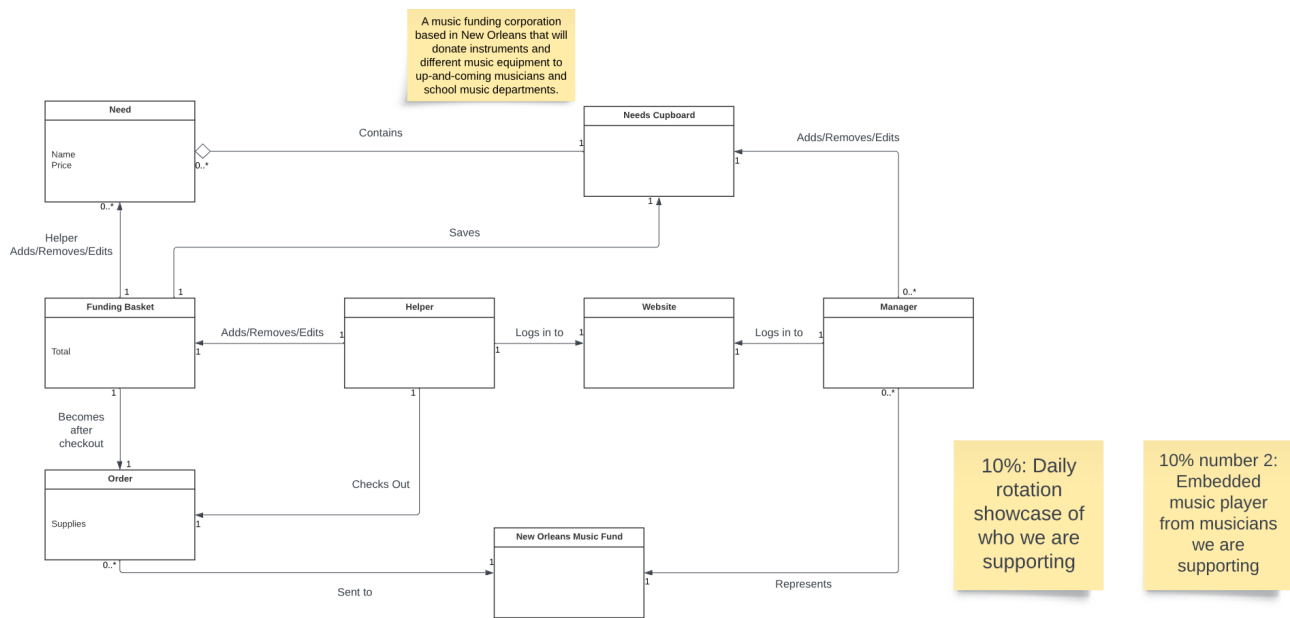 A music funding corporation
based in New Orleans that will
donate instruments and
different music equipment to
up-and-coming musicians and
school music departments.
Need
Name
Price
0..*
Contains
1
Needs Cupboard
1
1
Adds/Removes/Edits
0..*
Helper
Adds/Removes/Edits
Saves
1
1
0..*
Funding Basket
Total
1
Adds/Removes/Edits
1
Helper
1
Logs in to
1
Website
1
Logs in to
1
Manager
1
Becomes
after
checkout
1
1
0..*
Order
Supplies
1
Checks Out
0..*
Sent to
1
New Orleans Music Fund
1
Represents
10%: Daily
rotation
showcase of
who we are
supporting
10% number 2:
Embedded
music player
from musicians
we are
supporting